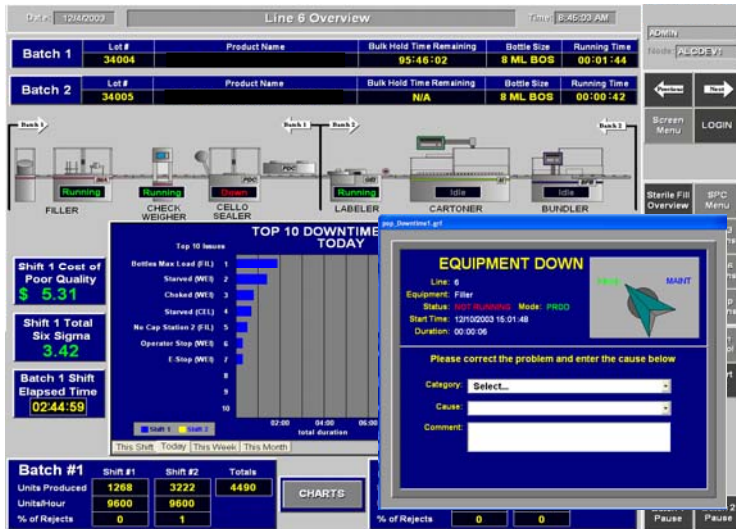 Date: 12/4/2003
Line 6 Overview
Time: 8:45:03 AM
ADMIN
Node: ALCDEV1
Batch 1
Lot #
Product Name
Bulk Hold Time Remaining
Bottle Size
Running Time
34004
95:46:02
8 ML BOS
00:01:44
Batch 2
Lot #
Product Name
Bulk Hold Time Remaining
Bottle Size
Running Time
34005
N/A
8 ML BOS
00:00:42
Previous
Next
Screen Menu
LOGIN
Batch 1
Batch 1
Batch 2
Batch 2
PDC
PDC
Running
Running
Down
Running
Idle
Idle
FILLER
CHECK WEIGHER
CELLO SEALER
LABELER
CARTONER
BUNDLER
Sterile Fill Overview
SPC Menu
TOP 10 DOWNTIME
TODAY
Top 10 Issues
Bottles Max Load (FIL) 1
Starved (WEI) 2
Choked (WEI) 3
Starved (CEL) 4
No Cap Station 2 (FIL) 5
Operator Stop (WEI) 6
E-Stop (WEI) 7
8
9
10
02:00
04:00
06:00
total duration
Shift 1
Shift 2
This Shift
Today
This Week
This Month
Shift 1 Cost of Poor Quality
$ 5.31
Shift 1 Total Six Sigma
3.42
Batch 1 Shift Elapsed Time
02:44:59
pop_Downtime1.grf
EQUIPMENT DOWN
Line: 6
Equipment: Filler
Status: NOT RUNNING Mode: PROD
Start Time: 12/10/2003 15:01:48
Duration: 00:00:06
PROD
MAINT
Please correct the problem and enter the cause below
Category: Select...
Cause:
Comment:
Batch #1
Shift #1
Shift #2
Totals
Units Produced
1268
3222
4490
Units/Hour
9600
9600
% of Rejects
0
1
CHARTS
% of Rejects
0
0
Pause
Pause